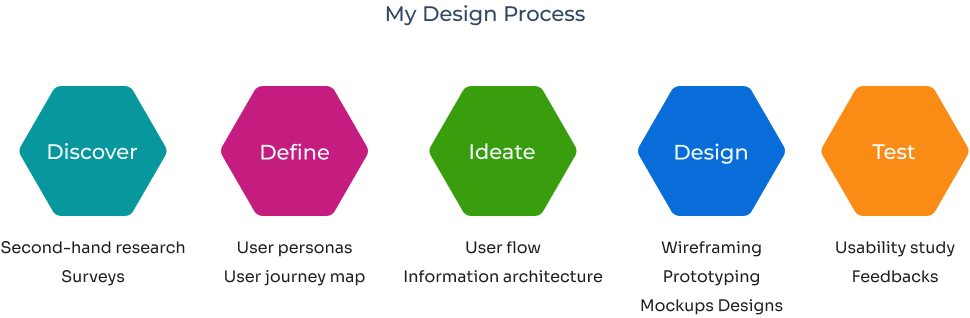 My Design Process
Discover
Define
Ideate
Design
Test
Second-hand research
Surveys
User personas
User journey map
User flow
Information architecture
Wireframing
Prototyping
Mockups Designs
Usability study
Feedbacks